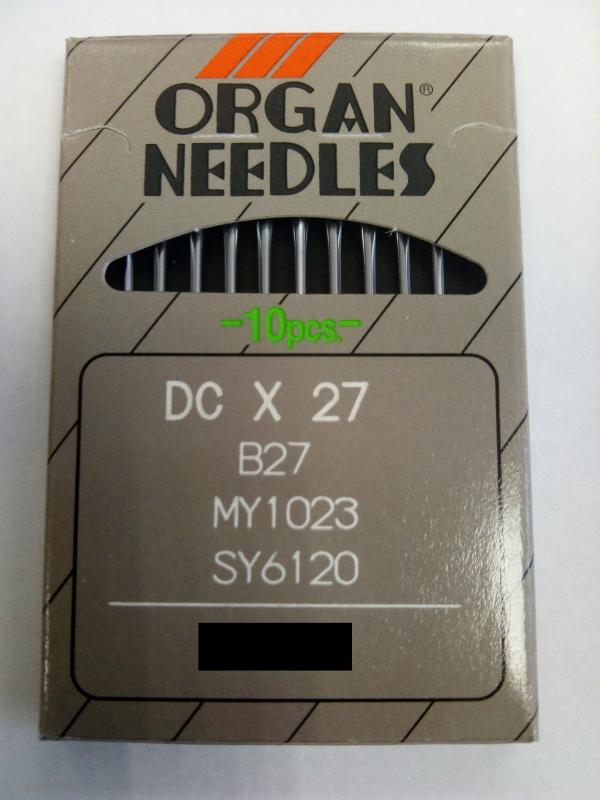 ORGAN®
NEEDLES
-10pcs.-
DC X 27
B27
MY1023
SY6120